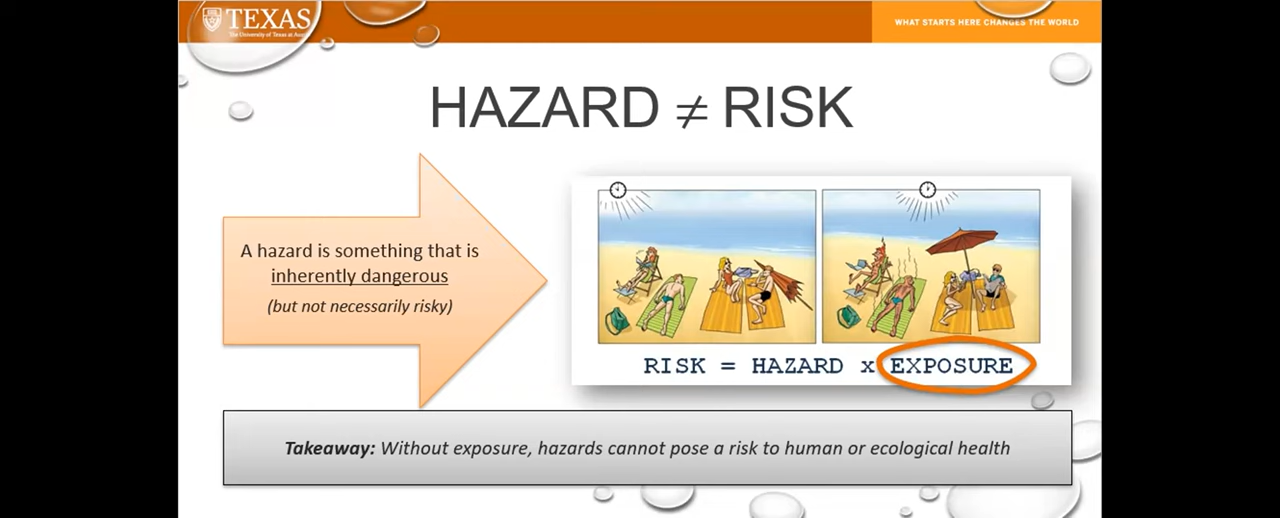 TEXAS
The University of Texas at Aus
WHAT STARTS HERE CHANGES THE WORLD
HAZARD ≠ RISK
A hazard is something that is
inherently dangerous
(but not necessarily risky)
RISK = HAZARD x EXPOSURE
Takeaway: Without exposure, hazards cannot pose a risk to human or ecological health